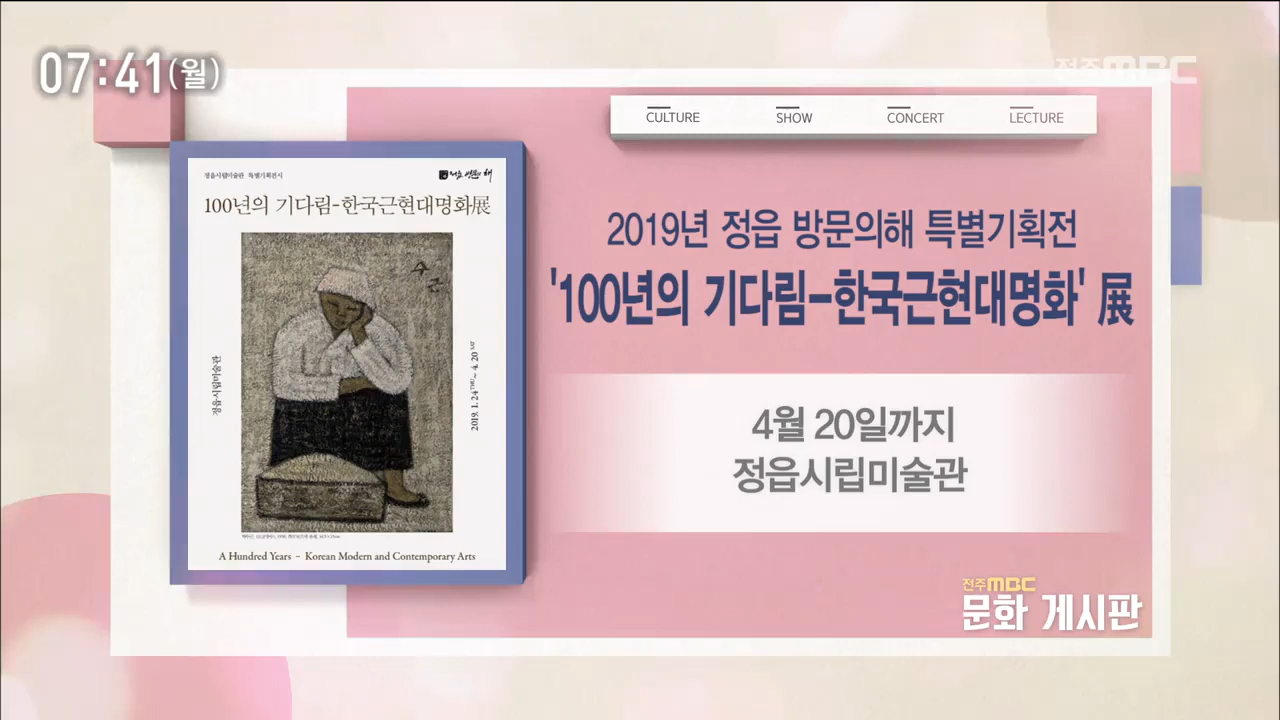 07:41(월)
전주MBC
CULTURE
SHOW
CONCERT
LECTURE
정읍시립미술관 특별기획전시
100년의 기다림-한국근현대명화展
수근
정읍시립미술관
2019. 1. 24 THU ~ 4. 20 SAT
A Hundred Years - Korean Modern and Contemporary Arts
2019년 정읍 방문의해 특별기획전
'100년의 기다림-한국근현대명화' 展
4월 20일까지
정읍시립미술관
전주MBC
문화 게시판